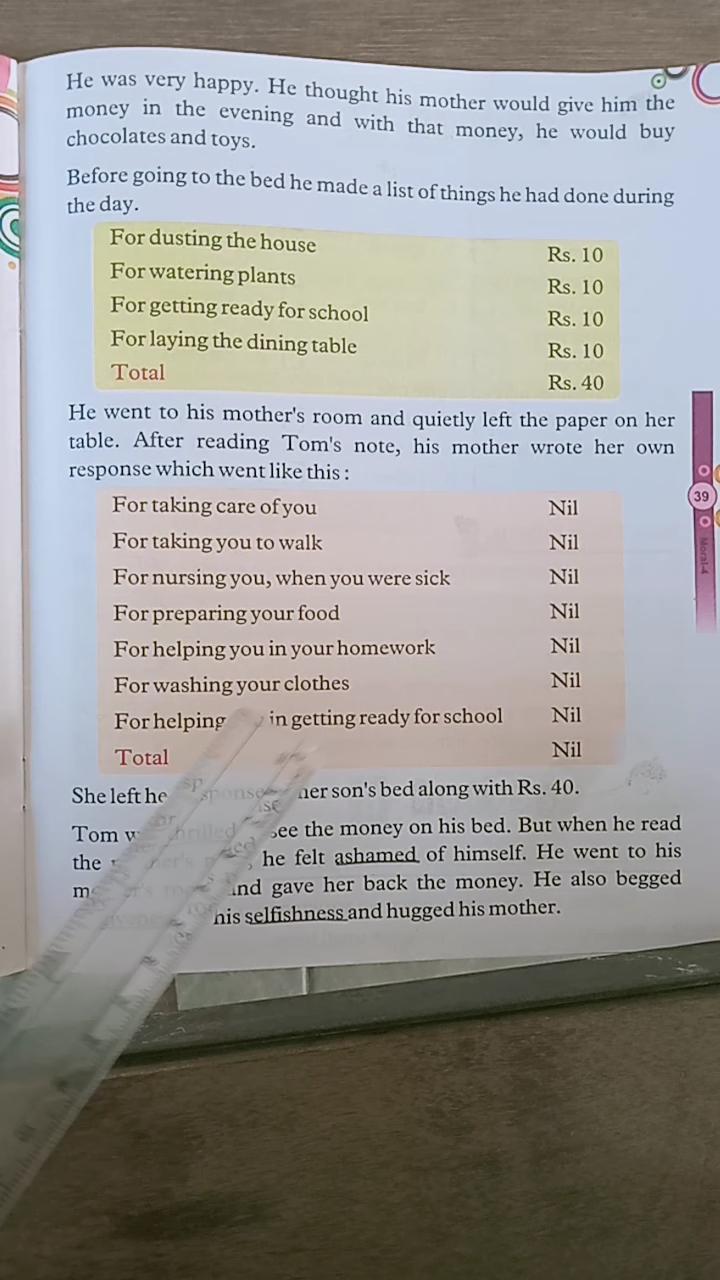 He was very happy. He thought his mother would give him the
money in the evening and with that money, he would buy
chocolates and toys.
Before going to the bed he made a list of things he had done during
the day.
For dusting the house Rs. 10
For watering plants Rs. 10
For getting ready for school Rs. 10
For laying the dining table Rs. 10
Total Rs. 40
He went to his mother's room and quietly left the paper on her
table. After reading Tom's note, his mother wrote her own
response which went like this :
For taking care of you Nil
For taking you to walk Nil
For nursing you, when you were sick Nil
For preparing your food Nil
For helping you in your homework Nil
For washing your clothes Nil
For helping in getting ready for school Nil
Total Nil
She left her son's bed along with Rs. 40.
Tom thrilled see the money on his bed. But when he read
the he felt ashamed of himself. He went to his
and gave her back the money. He also begged
his selfishness and hugged his mother.
39
Moral-4